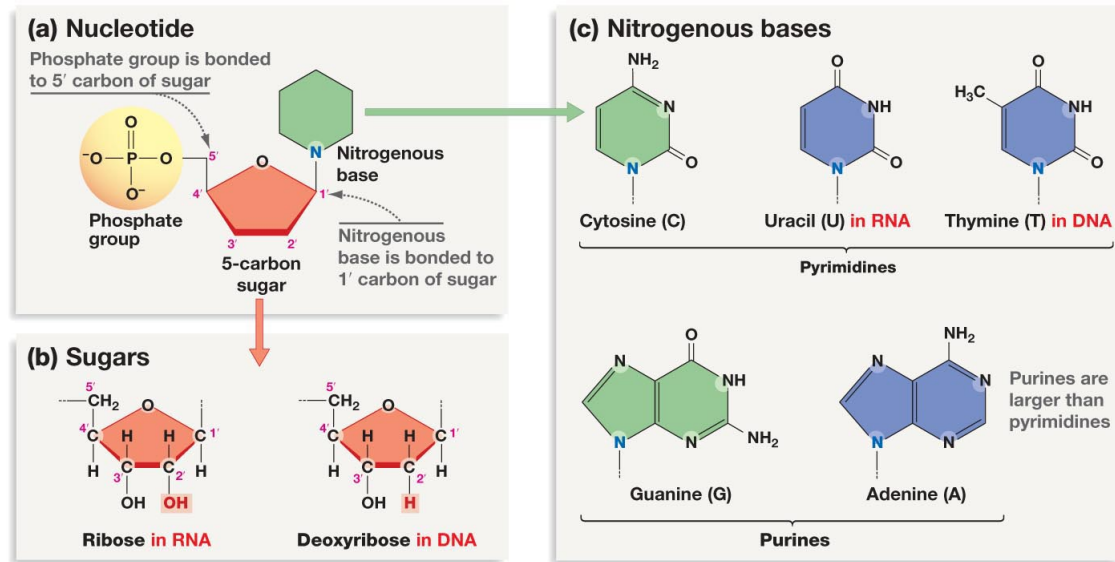 (a) Nucleotide
Phosphate group is bonded
to 5′ carbon of sugar
O
⁻O
P
O
O⁻
5′
Phosphate
group
N
Nitrogenous
base
O
4′
1′
3′
2′
5-carbon
sugar
Nitrogenous
base is bonded to
1′ carbon of sugar
(b) Sugars
5′
CH₂
O
4′
C
H
H
C
1′
H
C
C
H
3′
2′
OH
OH
Ribose in RNA
5′
CH₂
O
4′
C
H
H
C
1′
H
C
C
H
3′
2′
OH
H
Deoxyribose in DNA
(c) Nitrogenous bases
NH₂
N
N
O
Cytosine (C)
O
NH
N
O
Uracil (U) in RNA
O
H₃C
NH
N
O
Thymine (T) in DNA
Pyrimidines
O
N
NH
N
N
NH₂
Guanine (G)
NH₂
N
N
N
N
Adenine (A)
Purines are
larger than
pyrimidines
Purines